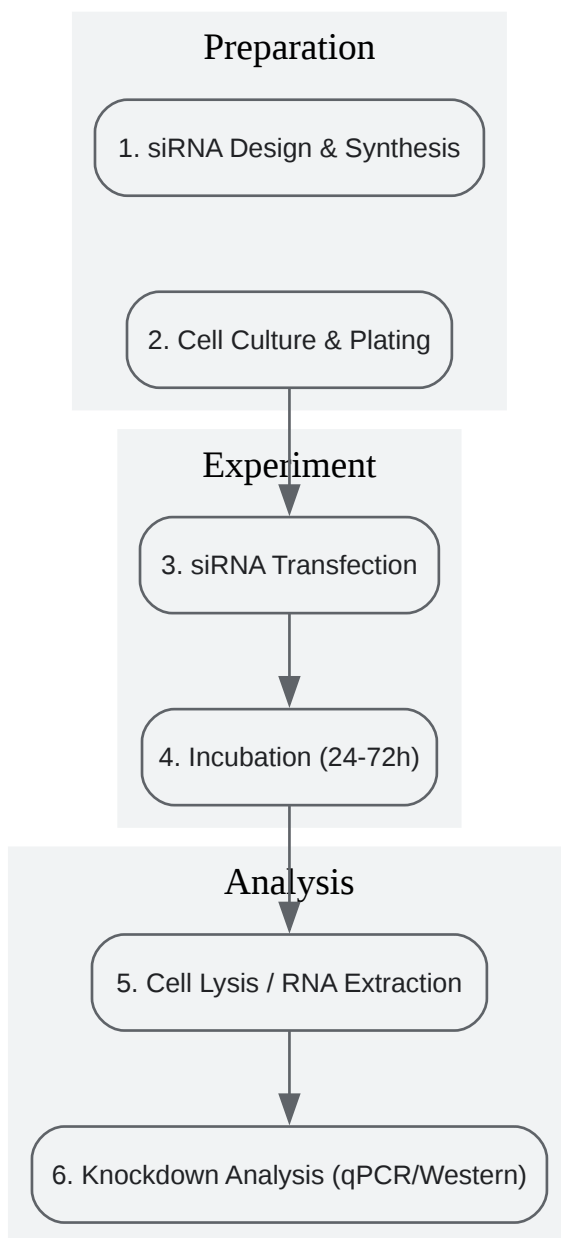 Preparation
1. siRNA Design & Synthesis
2. Cell Culture & Plating
Experiment
3. siRNA Transfection
4. Incubation (24-72h)
Analysis
5. Cell Lysis / RNA Extraction
6. Knockdown Analysis (qPCR/Western)